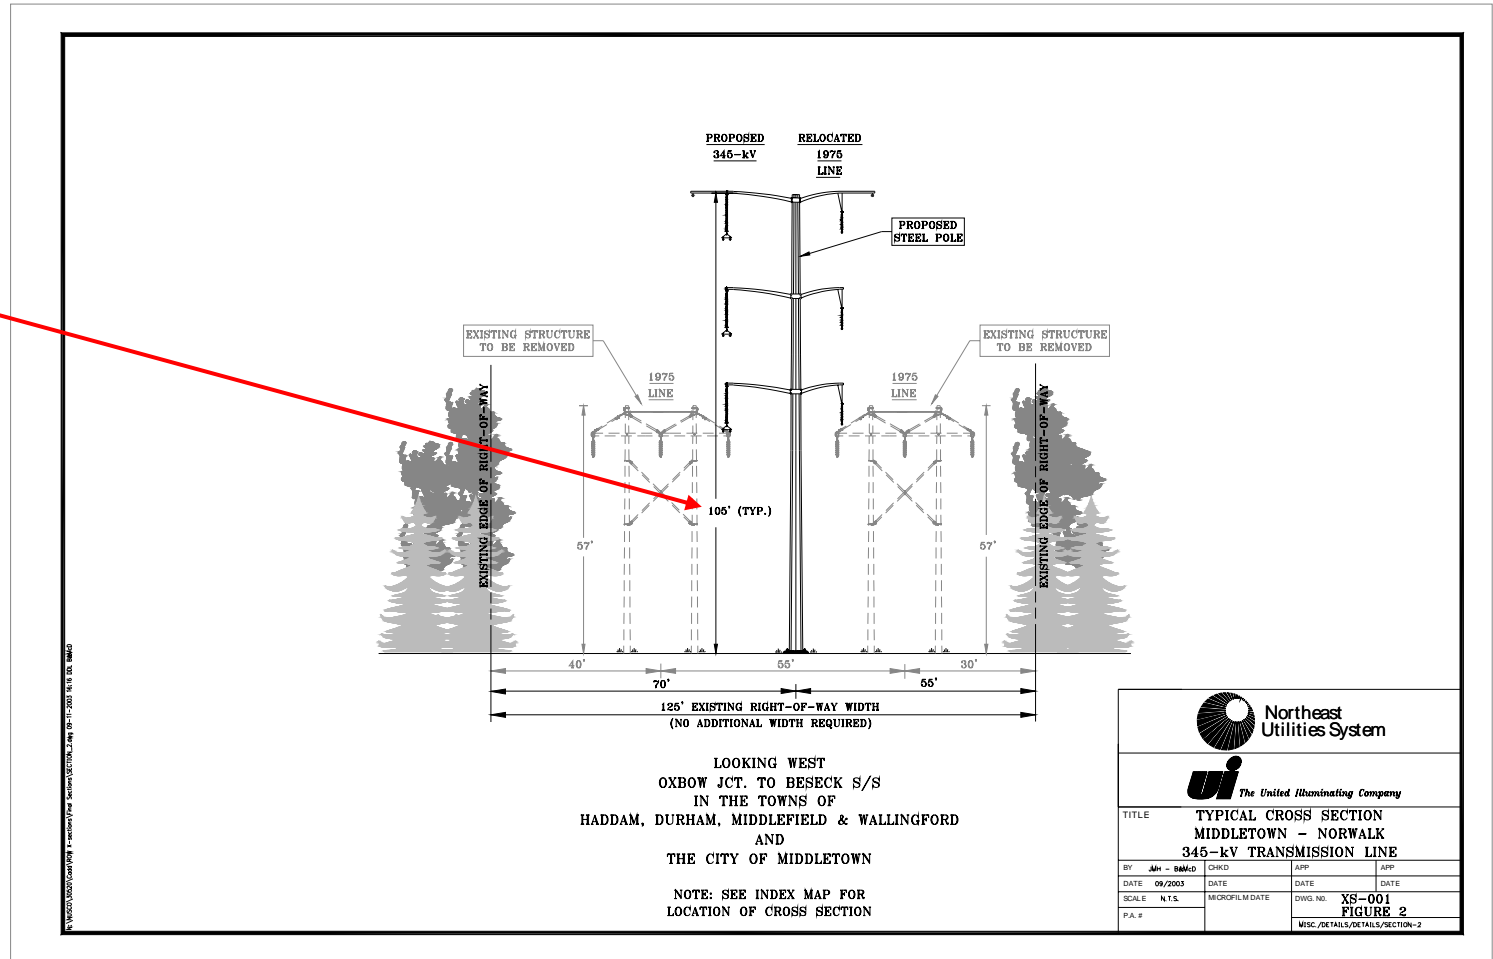 PROPOSED
345-kV
RELOCATED
1975
LINE
PROPOSED
STEEL POLE
EXISTING STRUCTURE
TO BE REMOVED
EXISTING STRUCTURE
TO BE REMOVED
1975
LINE
1975
LINE
EXISTING EDGE OF RIGHT-OF-WAY
EXISTING EDGE OF RIGHT-OF-WAY
105' (TYP.)
57'
57'
40'
55'
30'
70'
55'
125' EXISTING RIGHT-OF-WAY WIDTH
(NO ADDITIONAL WIDTH REQUIRED)
LOOKING WEST
OXBOW JCT. TO BESECK S/S
IN THE TOWNS OF
HADDAM, DURHAM, MIDDLEFIELD & WALLINGFORD
AND
THE CITY OF MIDDLETOWN
NOTE: SEE INDEX MAP FOR
LOCATION OF CROSS SECTION
Northeast
Utilities System
ui
The United Illuminating Company
TITLE
TYPICAL CROSS SECTION
MIDDLETOWN - NORWALK
345-kV TRANSMISSION LINE
BY JMH - B&McD CHKD APP APP
DATE 09/2003 DATE DATE DATE
SCALE N.T.S. MICROFILM DATE DWG. NO. XS-001
FIGURE 2
P.A. #
MISC./DETAILS/DETAILS/SECTION-2